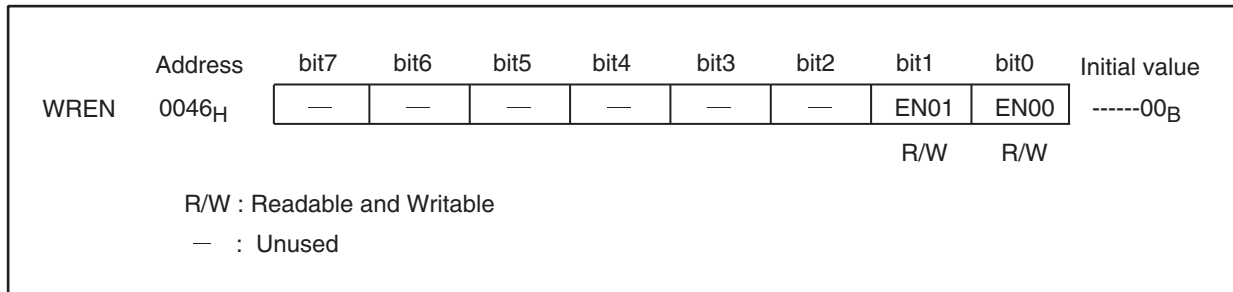 Address bit7 bit6 bit5 bit4 bit3 bit2 bit1 bit0 Initial value
WREN 0046H — — — — — — EN01 EN00 ------00B
R/W R/W
R/W : Readable and Writable
— : Unused